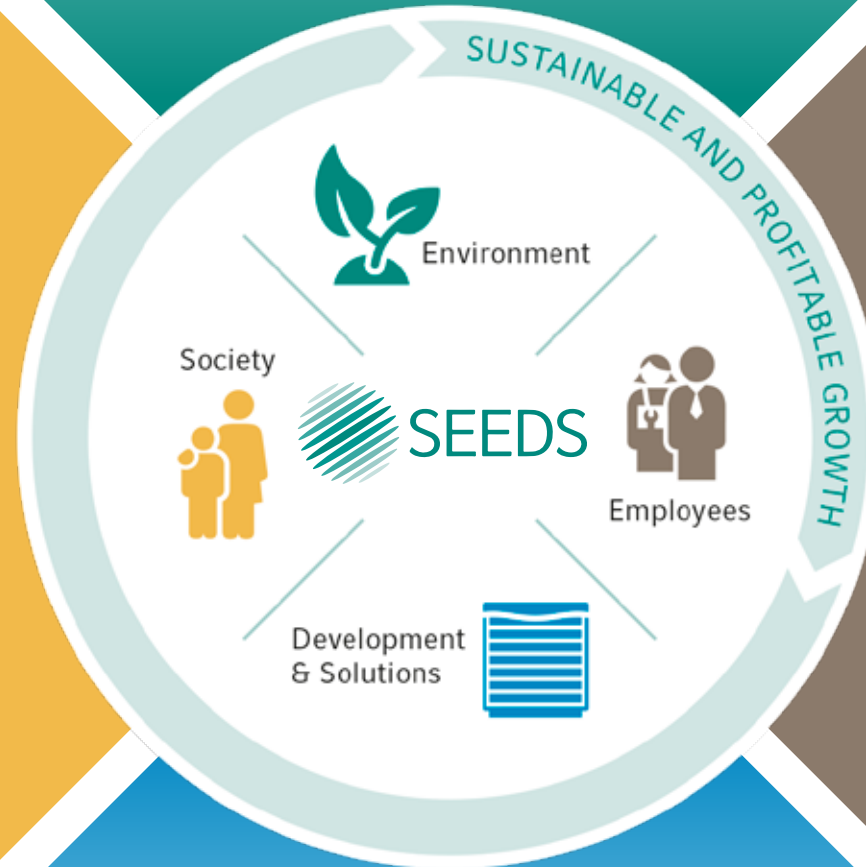 SUSTAINABLE AND PROFITABLE GROWTH
Environment
Society
SEEDS
Employees
Development
& Solutions